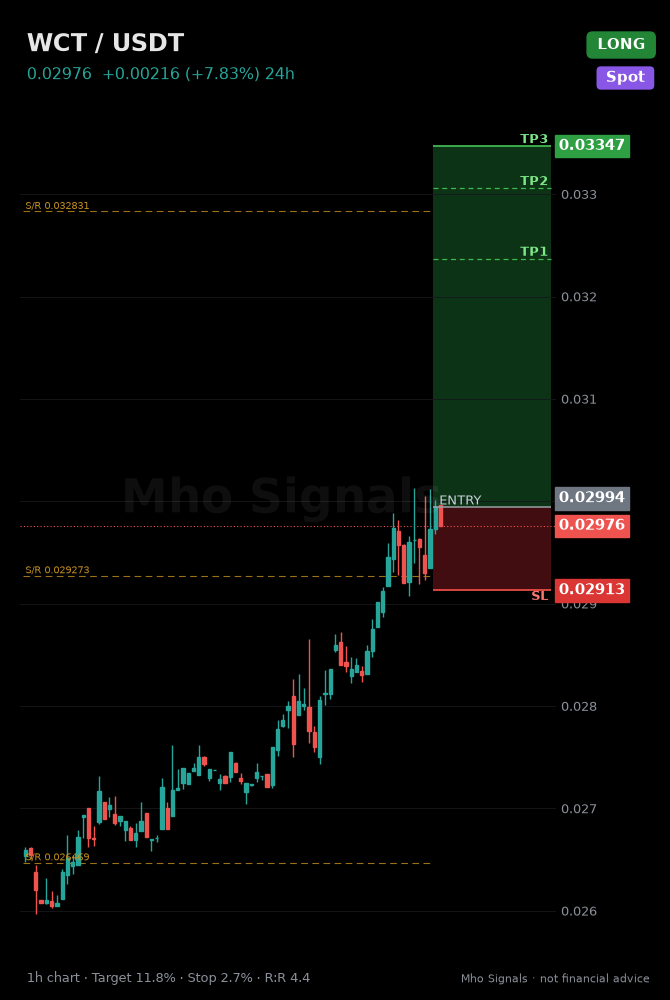 WCT / USDT
LONG
0.02976 +0.00216 (+7.83%) 24h
Spot
TP3
0.03347
TP2
0.033
S/R 0.032831
TP1
0.032
0.031
Mho Signals
ENTRY
0.02994
0.02976
S/R 0.029273
SL
0.02913
0.029
0.028
0.027
S/R 0.026469
0.026
1h chart · Target 11.8% · Stop 2.7% · R:R 4.4
Mho Signals · not financial advice